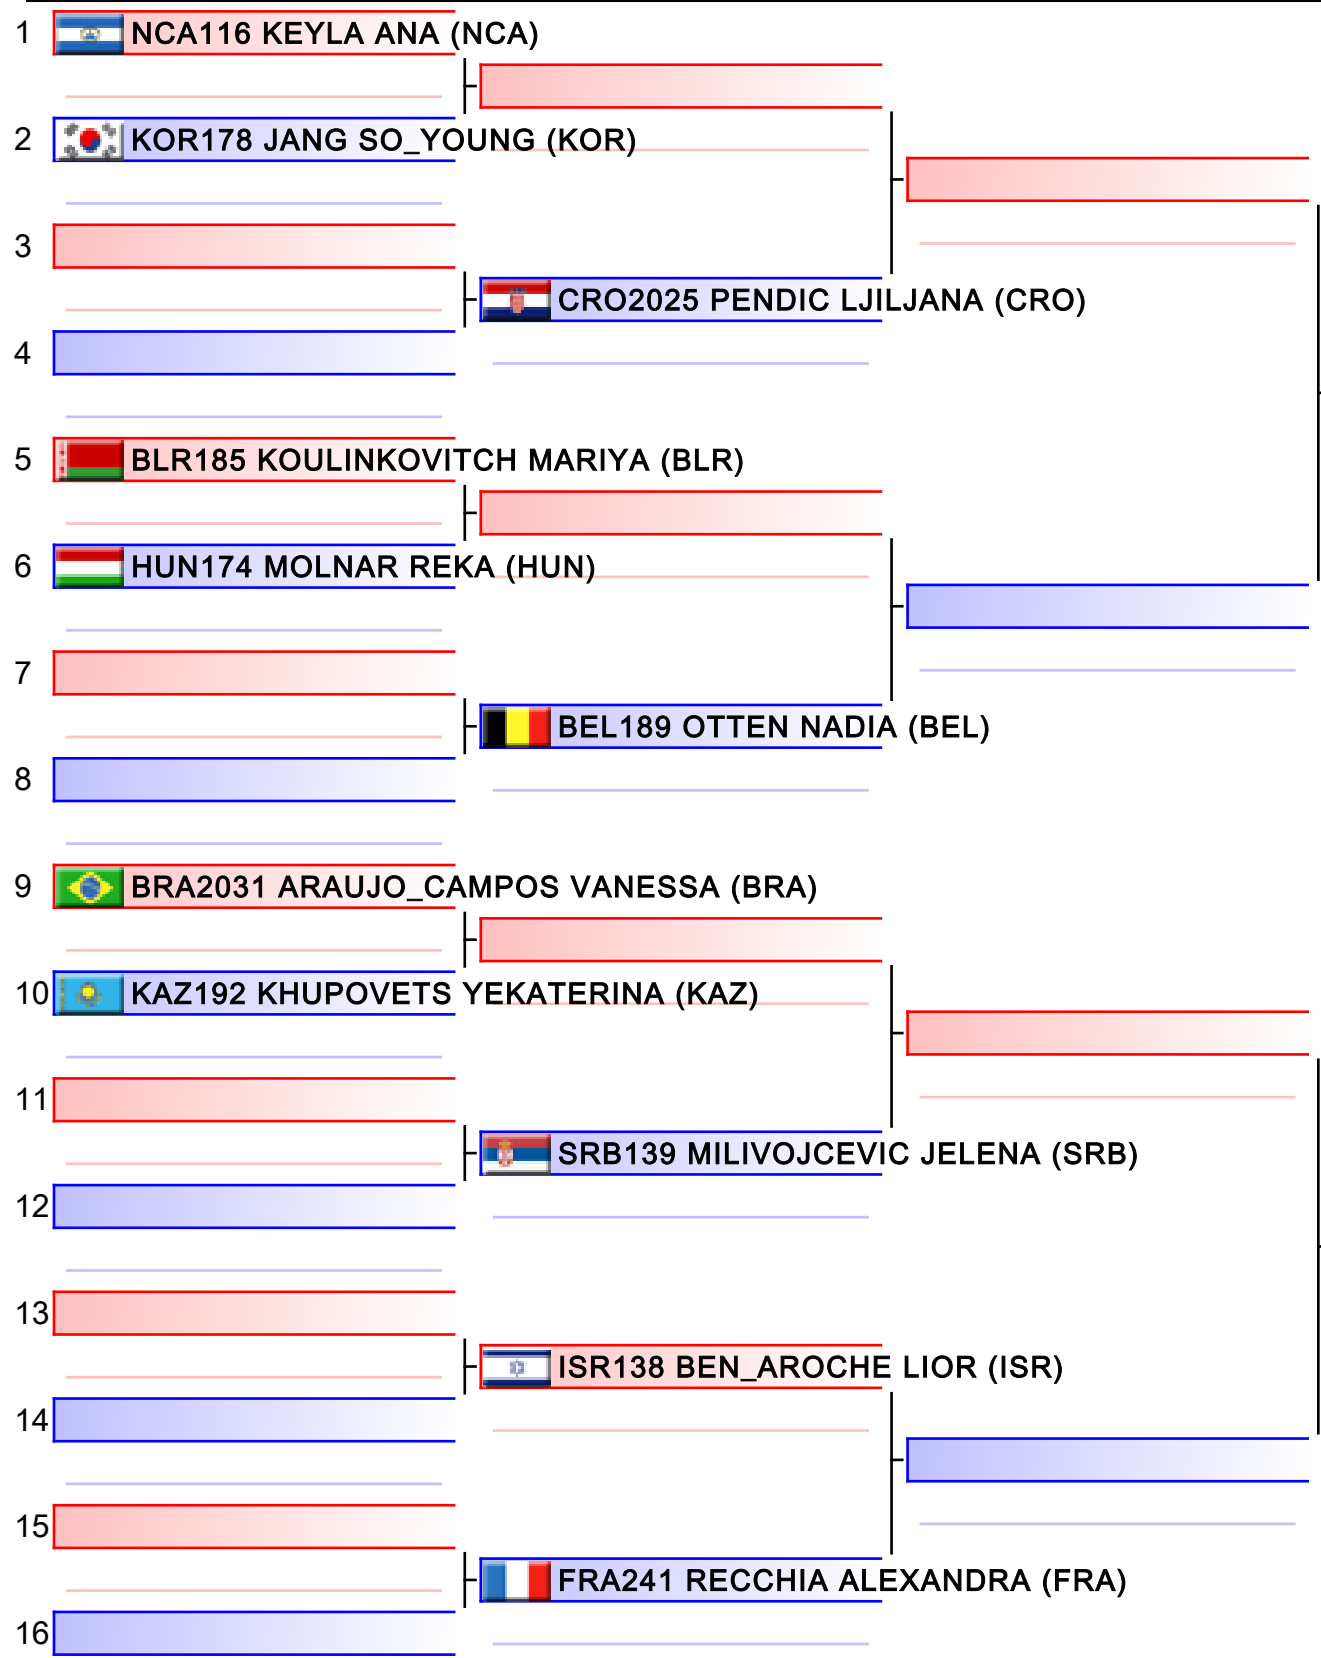 1 NCA116 KEYLA ANA (NCA)
2 KOR178 JANG SO_YOUNG (KOR)
3
CRO2025 PENDIC LJILJANA (CRO)
4
5 BLR185 KOULINKOVITCH MARIYA (BLR)
6 HUN174 MOLNAR REKA (HUN)
7
BEL189 OTTEN NADIA (BEL)
8
9 BRA2031 ARAUJO_CAMPOS VANESSA (BRA)
10 KAZ192 KHUPOVETS YEKATERINA (KAZ)
11
SRB139 MILIVOJCEVIC JELENA (SRB)
12
13
ISR138 BEN_AROCHE LIOR (ISR)
14
15
FRA241 RECCHIA ALEXANDRA (FRA)
16